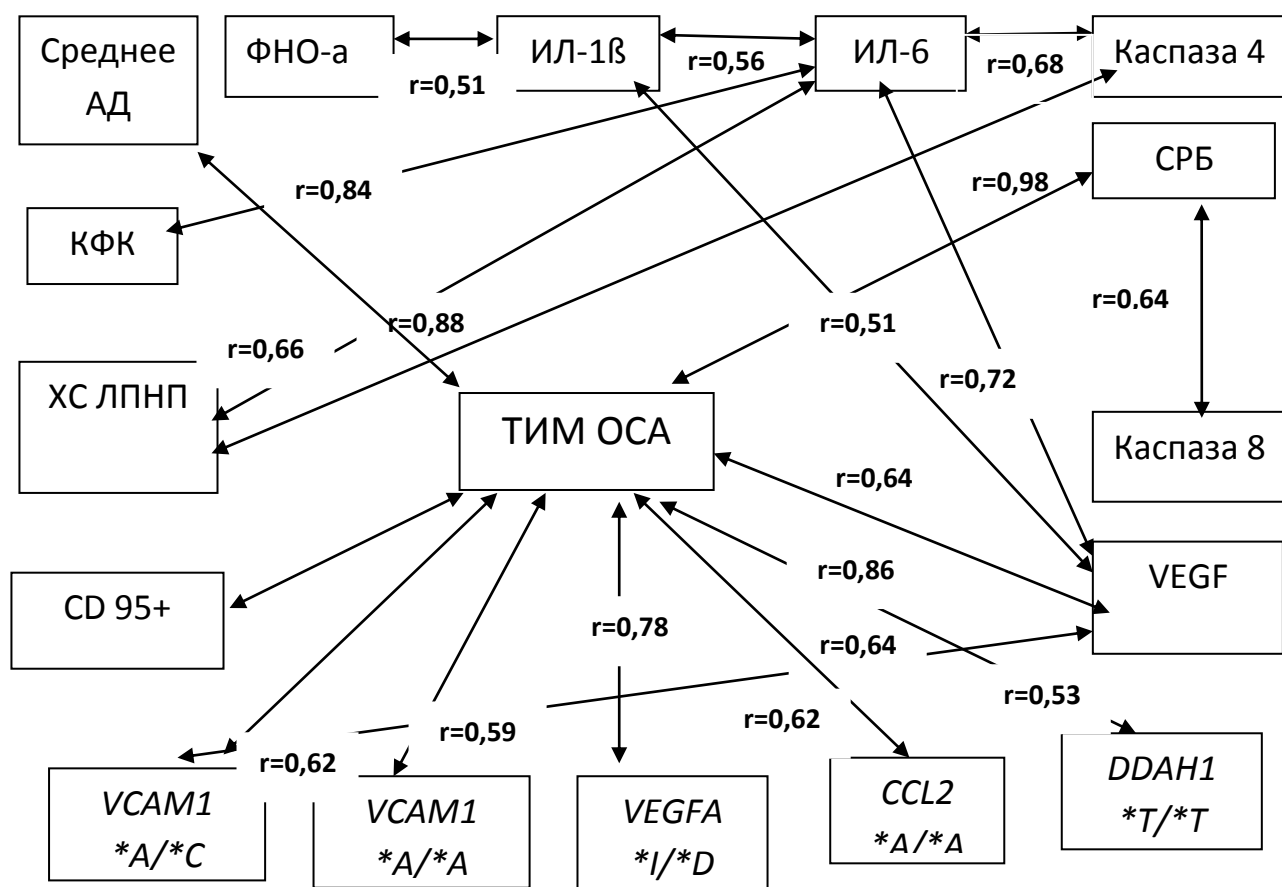 Среднее
АД
ФНО-а
ИЛ-1ß
ИЛ-6
Каспаза 4
r=0,51
r=0,56
r=0,68
СРБ
r=0,84
r=0,98
КФК
r=0,64
r=0,88
r=0,51
r=0,66
r=0,72
ХС ЛПНП
ТИМ ОСА
Каспаза 8
r=0,64
r=0,86
VEGF
CD 95+
r=0,78
r=0,64
r=0,53
r=0,59
r=0,62
r=0,62
VCAM1
*A/*C
VCAM1
*A/*A
VEGFA
*I/*D
CCL2
*A/*A
DDAH1
*T/*T